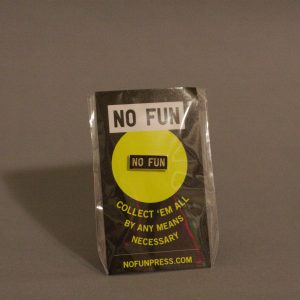 NO FUN
NO FUN
COLLECT 'EM ALL
BY ANY MEANS
NECESSARY
NOFUNPRESS.COM